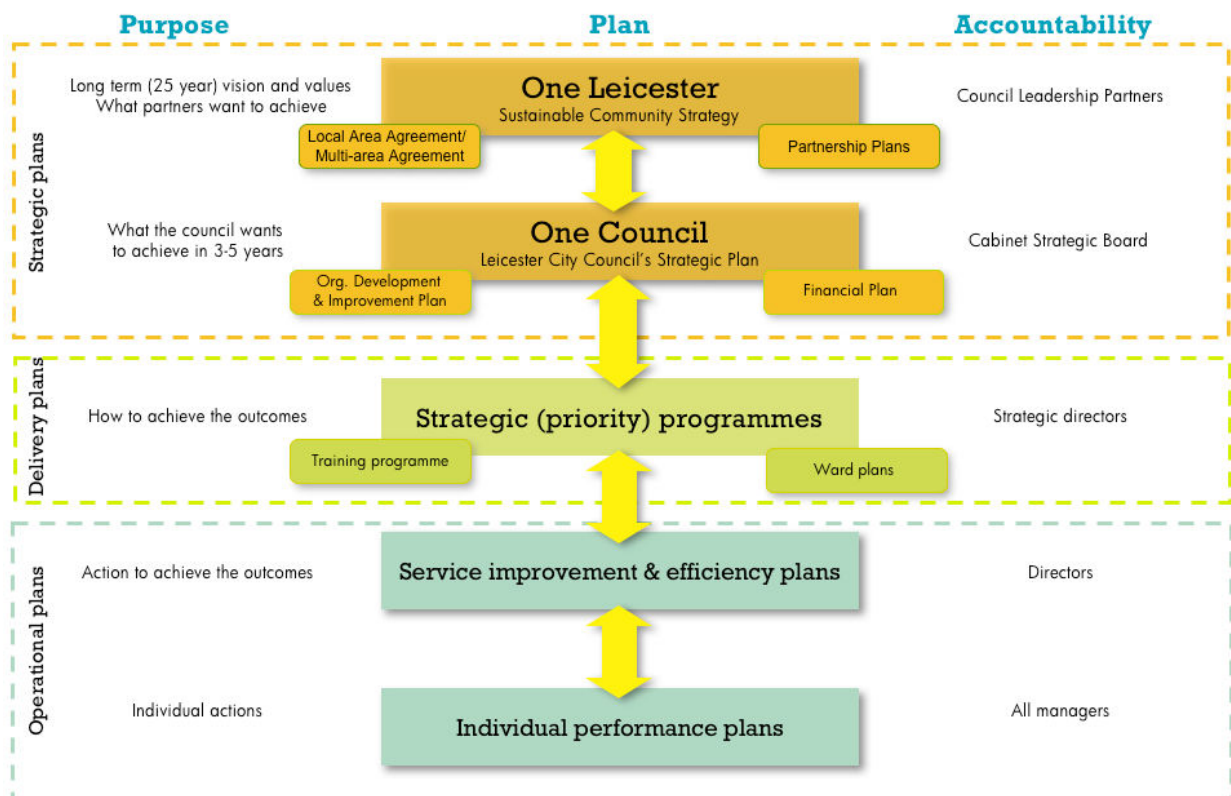 Purpose
Plan
Accountability
Strategic plans
Long term (25 year) vision and values
What partners want to achieve
One Leicester
Sustainable Community Strategy
Council Leadership Partners
Local Area Agreement/
Multi-area Agreement
Partnership Plans
What the council wants
to achieve in 3-5 years
One Council
Leicester City Council's Strategic Plan
Cabinet Strategic Board
Org. Development
& Improvement Plan
Financial Plan
Delivery plans
How to achieve the outcomes
Strategic (priority) programmes
Strategic directors
Training programme
Ward plans
Operational plans
Action to achieve the outcomes
Service improvement & efficiency plans
Directors
Individual actions
Individual performance plans
All managers